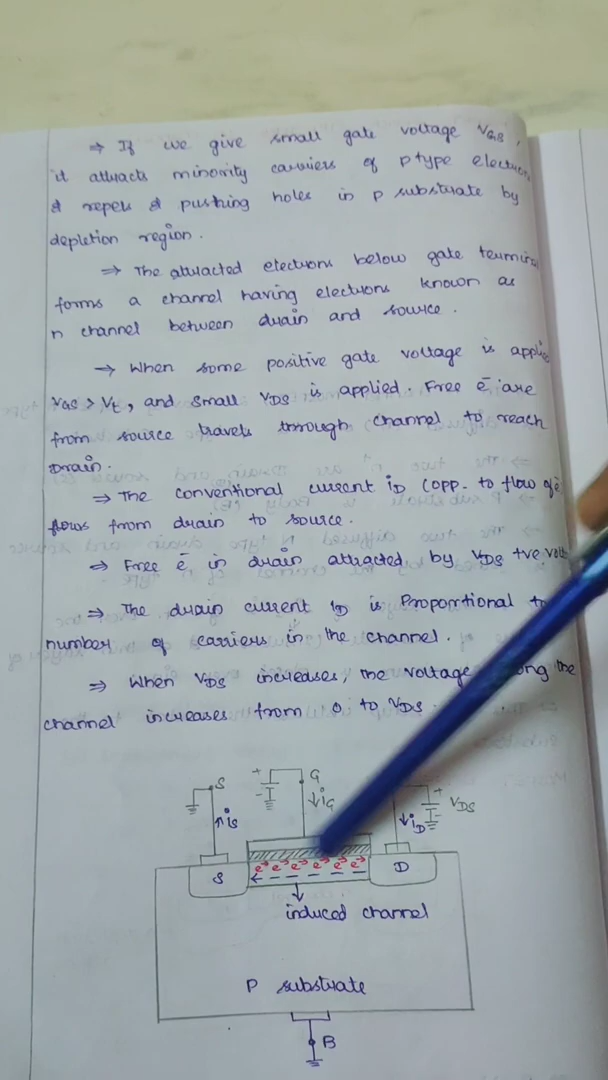 ⇒ If we give small gate voltage VGS,
it attracts minority carriers of p type electron
& repels & pushing holes in p substrate by
depletion region.
⇒ The attracted electrons below gate terminal
forms a channel having electrons known as
n channel between drain and source.
→ When some positive gate voltage is applied
VGS > Vt, and small VDS is applied. Free ē are
from source travels through channel to reach
Drain.
⇒ The conventional current iD (opp. to flow of ē
flows from drain to source.
⇒ Free ē in drain attracted by VDS +ve volt
⇒ The drain current ID is Proportional to
number of carriers in the channel.
⇒ When VDS increases, the voltage along the
channel increases from 0 to VDS.
S
+
-
G
↑is
↓iG
↓iD
+
-
VDS
S
e→ e→ e→ e→ e→ e→
D
induced channel
P substrate
B